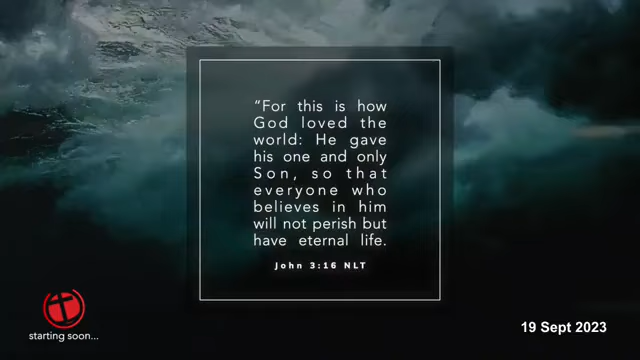 “For this is how
God loved the
world: He gave
his one and only
Son, so that
everyone who
believes in him
will not perish but
have eternal life.
John 3:16 NLT
starting soon...
19 Sept 2023